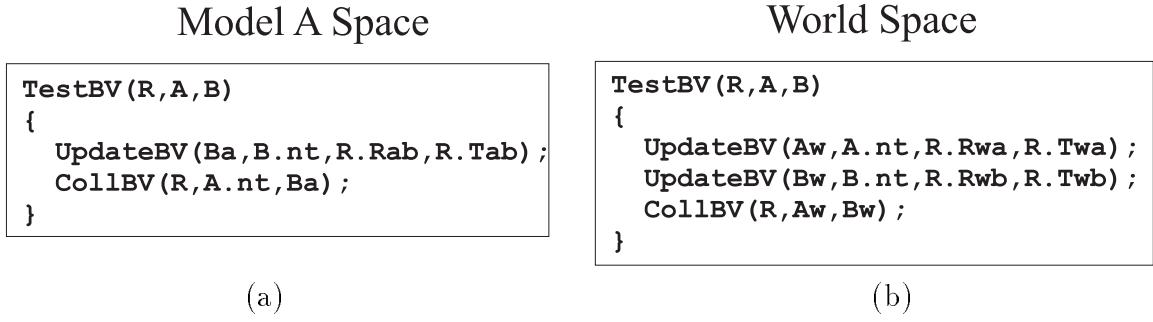 Model A Space
TestBV(R,A,B)
{
UpdateBV(Ba,B.nt,R.Rab,R.Tab);
CollBV(R,A.nt,Ba);
}
(a)
World Space
TestBV(R,A,B)
{
UpdateBV(Aw,A.nt,R.Rwa,R.Twa);
UpdateBV(Bw,B.nt,R.Rwb,R.Twb);
CollBV(R,Aw,Bw);
}
(b)